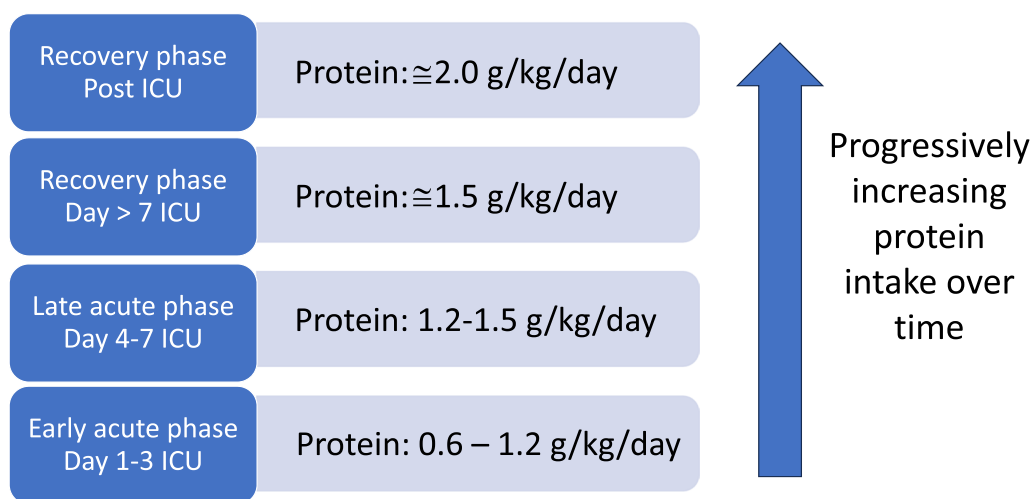 Recovery phase
Post ICU
Protein:≅2.0 g/kg/day
Recovery phase
Day > 7 ICU
Protein:≅1.5 g/kg/day
Late acute phase
Day 4-7 ICU
Protein: 1.2-1.5 g/kg/day
Early acute phase
Day 1-3 ICU
Protein: 0.6 – 1.2 g/kg/day
Progressively
increasing
protein
intake over
time